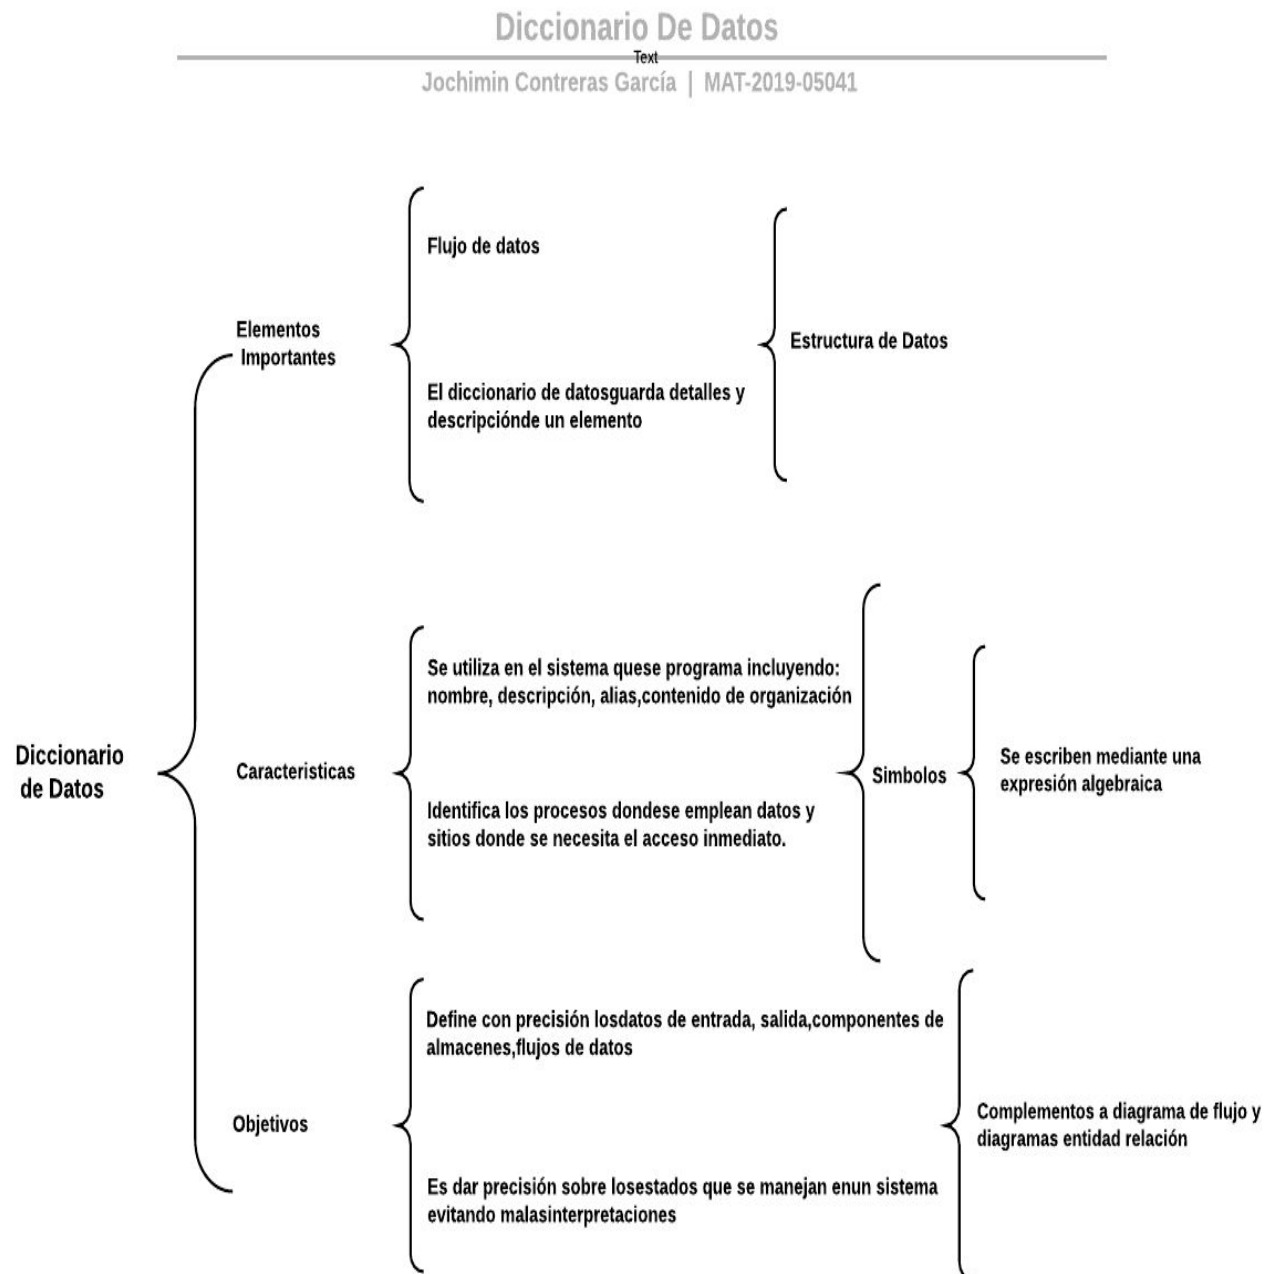 Diccionario De Datos
Text
Jochimin Contreras García | MAT-2019-05041
Flujo de datos
Elementos
Importantes
Estructura de Datos
El diccionario de datosguarda detalles y
descripciónde un elemento
Se utiliza en el sistema quese programa incluyendo:
nombre, descripción, alias,contenido de organización
Diccionario
de Datos
Caracteristicas
Simbolos
Se escriben mediante una
expresión algebraica
Identifica los procesos dondese emplean datos y
sitios donde se necesita el acceso inmediato.
Define con precisión losdatos de entrada, salida,componentes de
almacenes,flujos de datos
Objetivos
Complementos a diagrama de flujo y
diagramas entidad relación
Es dar precisión sobre losestados que se manejan enun sistema
evitando malasinterpretaciones